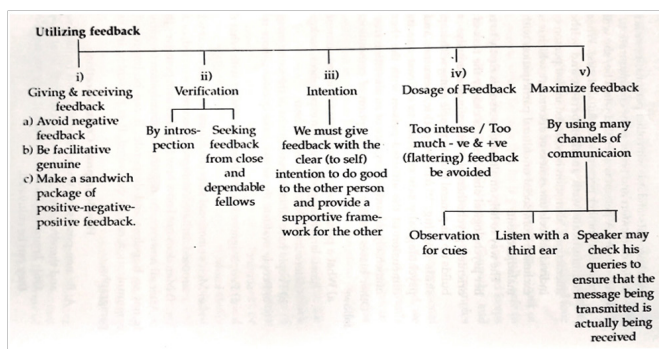 Utilizing feedback
i)
Giving & receiving
feedback
a) Avoid negative
feedback
b) Be facilitative
genuine
c) Make a sandwich
package of
positive-negative-
positive feedback.
ii)
Verification
By intros-
pection
Seeking
feedback
from close
and
dependable
fellows
iii)
Intention
We must give
feedback with the
clear (to self)
intention to do good
to the other person
and provide a
supportive frame-
work for the other
iv)
Dosage of Feedback
Too intense / Too
much - ve & +ve
(flattering) feedback
be avoided
v)
Maximize feedback
By using many
channels of
communicaion
Observation
for cues
Listen with a
third ear
Speaker may
check his
queries to
ensure that the
message being
transmitted is
actually being
received